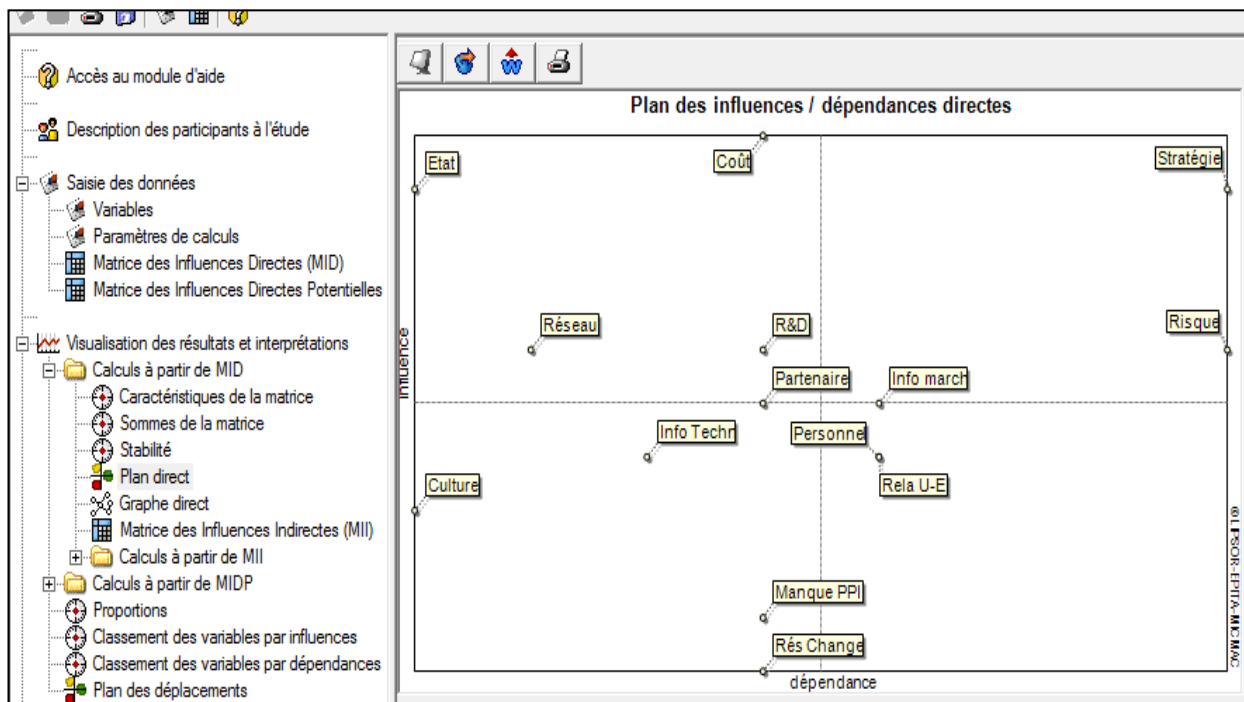 Accès au module d'aide
Description des participants à l'étude
Saisie des données
Variables
Paramètres de calculs
Matrice des Influences Directes (MID)
Matrice des Influences Directes Potentielles
Visualisation des résultats et interprétations
Calculs à partir de MID
Caractéristiques de la matrice
Sommes de la matrice
Stabilité
Plan direct
Graphe direct
Matrice des Influences Indirectes (MII)
Calculs à partir de MII
Calculs à partir de MIDP
Proportions
Classement des variables par influences
Classement des variables par dépendances
Plan des déplacements
Plan des influences / dépendances directes
Etat
Coût
Stratégie
Réseau
R&D
Risque
influence
Partenaire
Info march
Info Techn
Personne
Culture
Rela U-E
Manque PPI
Rés Change
dépendance
© LIPSOR-EPITA-MICMAC